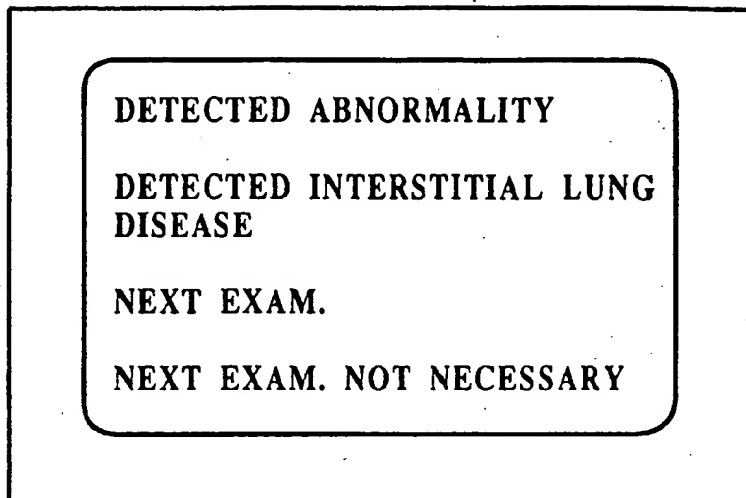 DETECTED ABNORMALITY
DETECTED INTERSTITIAL LUNG
DISEASE
NEXT EXAM.
NEXT EXAM. NOT NECESSARY